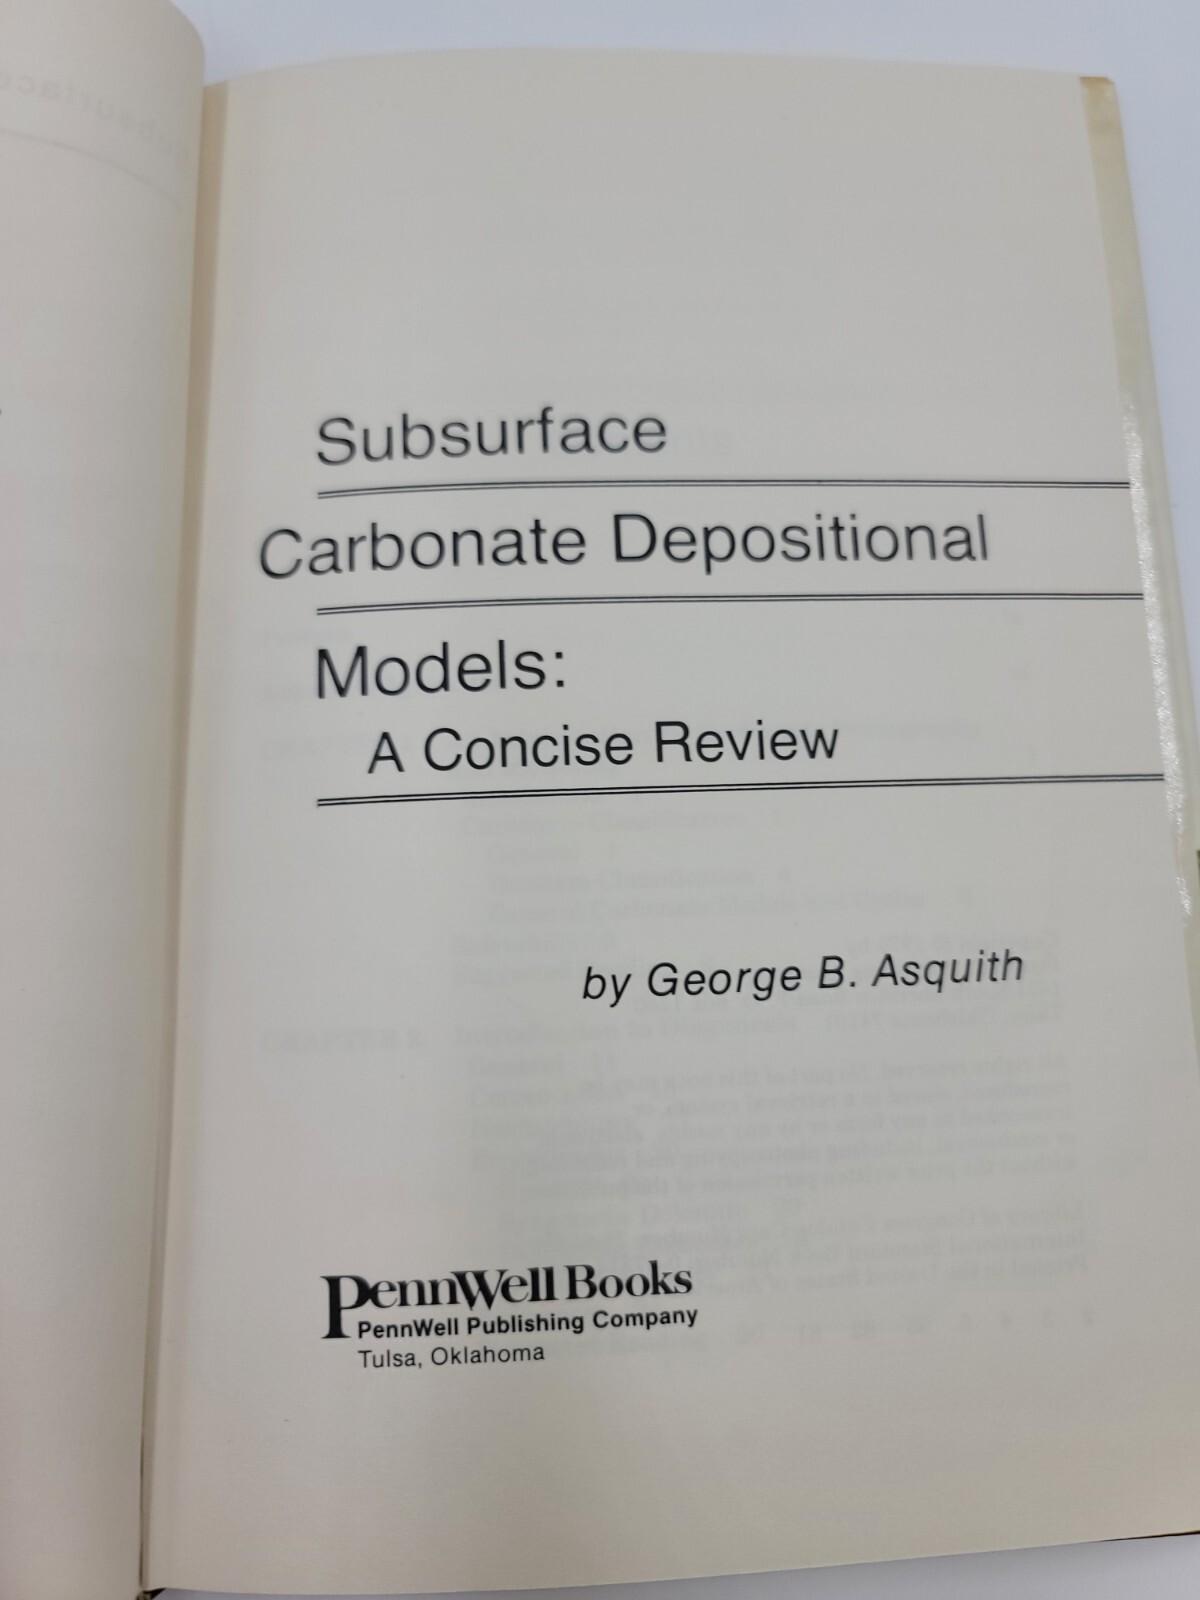 Subsurface
Carbonate Depositional
Models:
A Concise Review
by George B. Asquith
PennWell Books
PennWell Publishing Company
Tulsa, Oklahoma